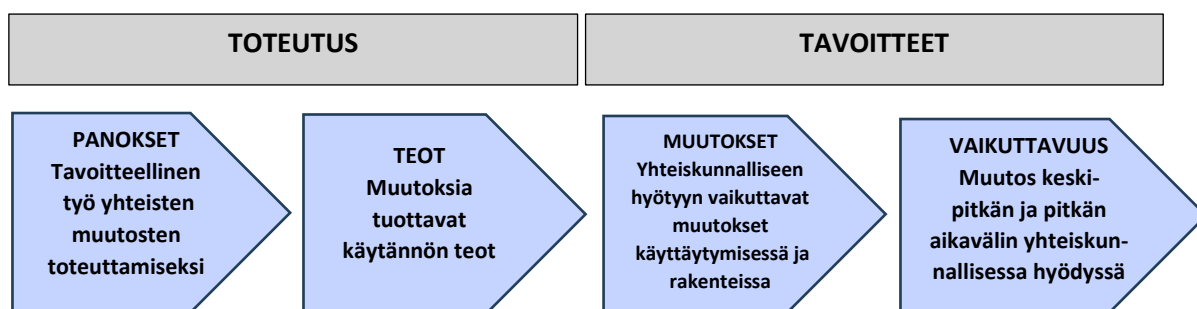 TOTEUTUS
TAVOITTEET
PANOKSET
Tavoitteellinen
työ yhteisten
muutosten
toteuttamiseksi
TEOT
Muutoksia
tuottavat
käytännön teot
MUUTOKSET
Yhteiskunnalliseen
hyötyyn vaikuttavat
muutokset
käyttäytymisessä ja
rakenteissa
VAIKUTTAVUUS
Muutos keski-
pitkän ja pitkän
aikavälin yhteiskun-
nallisessa hyödyssä